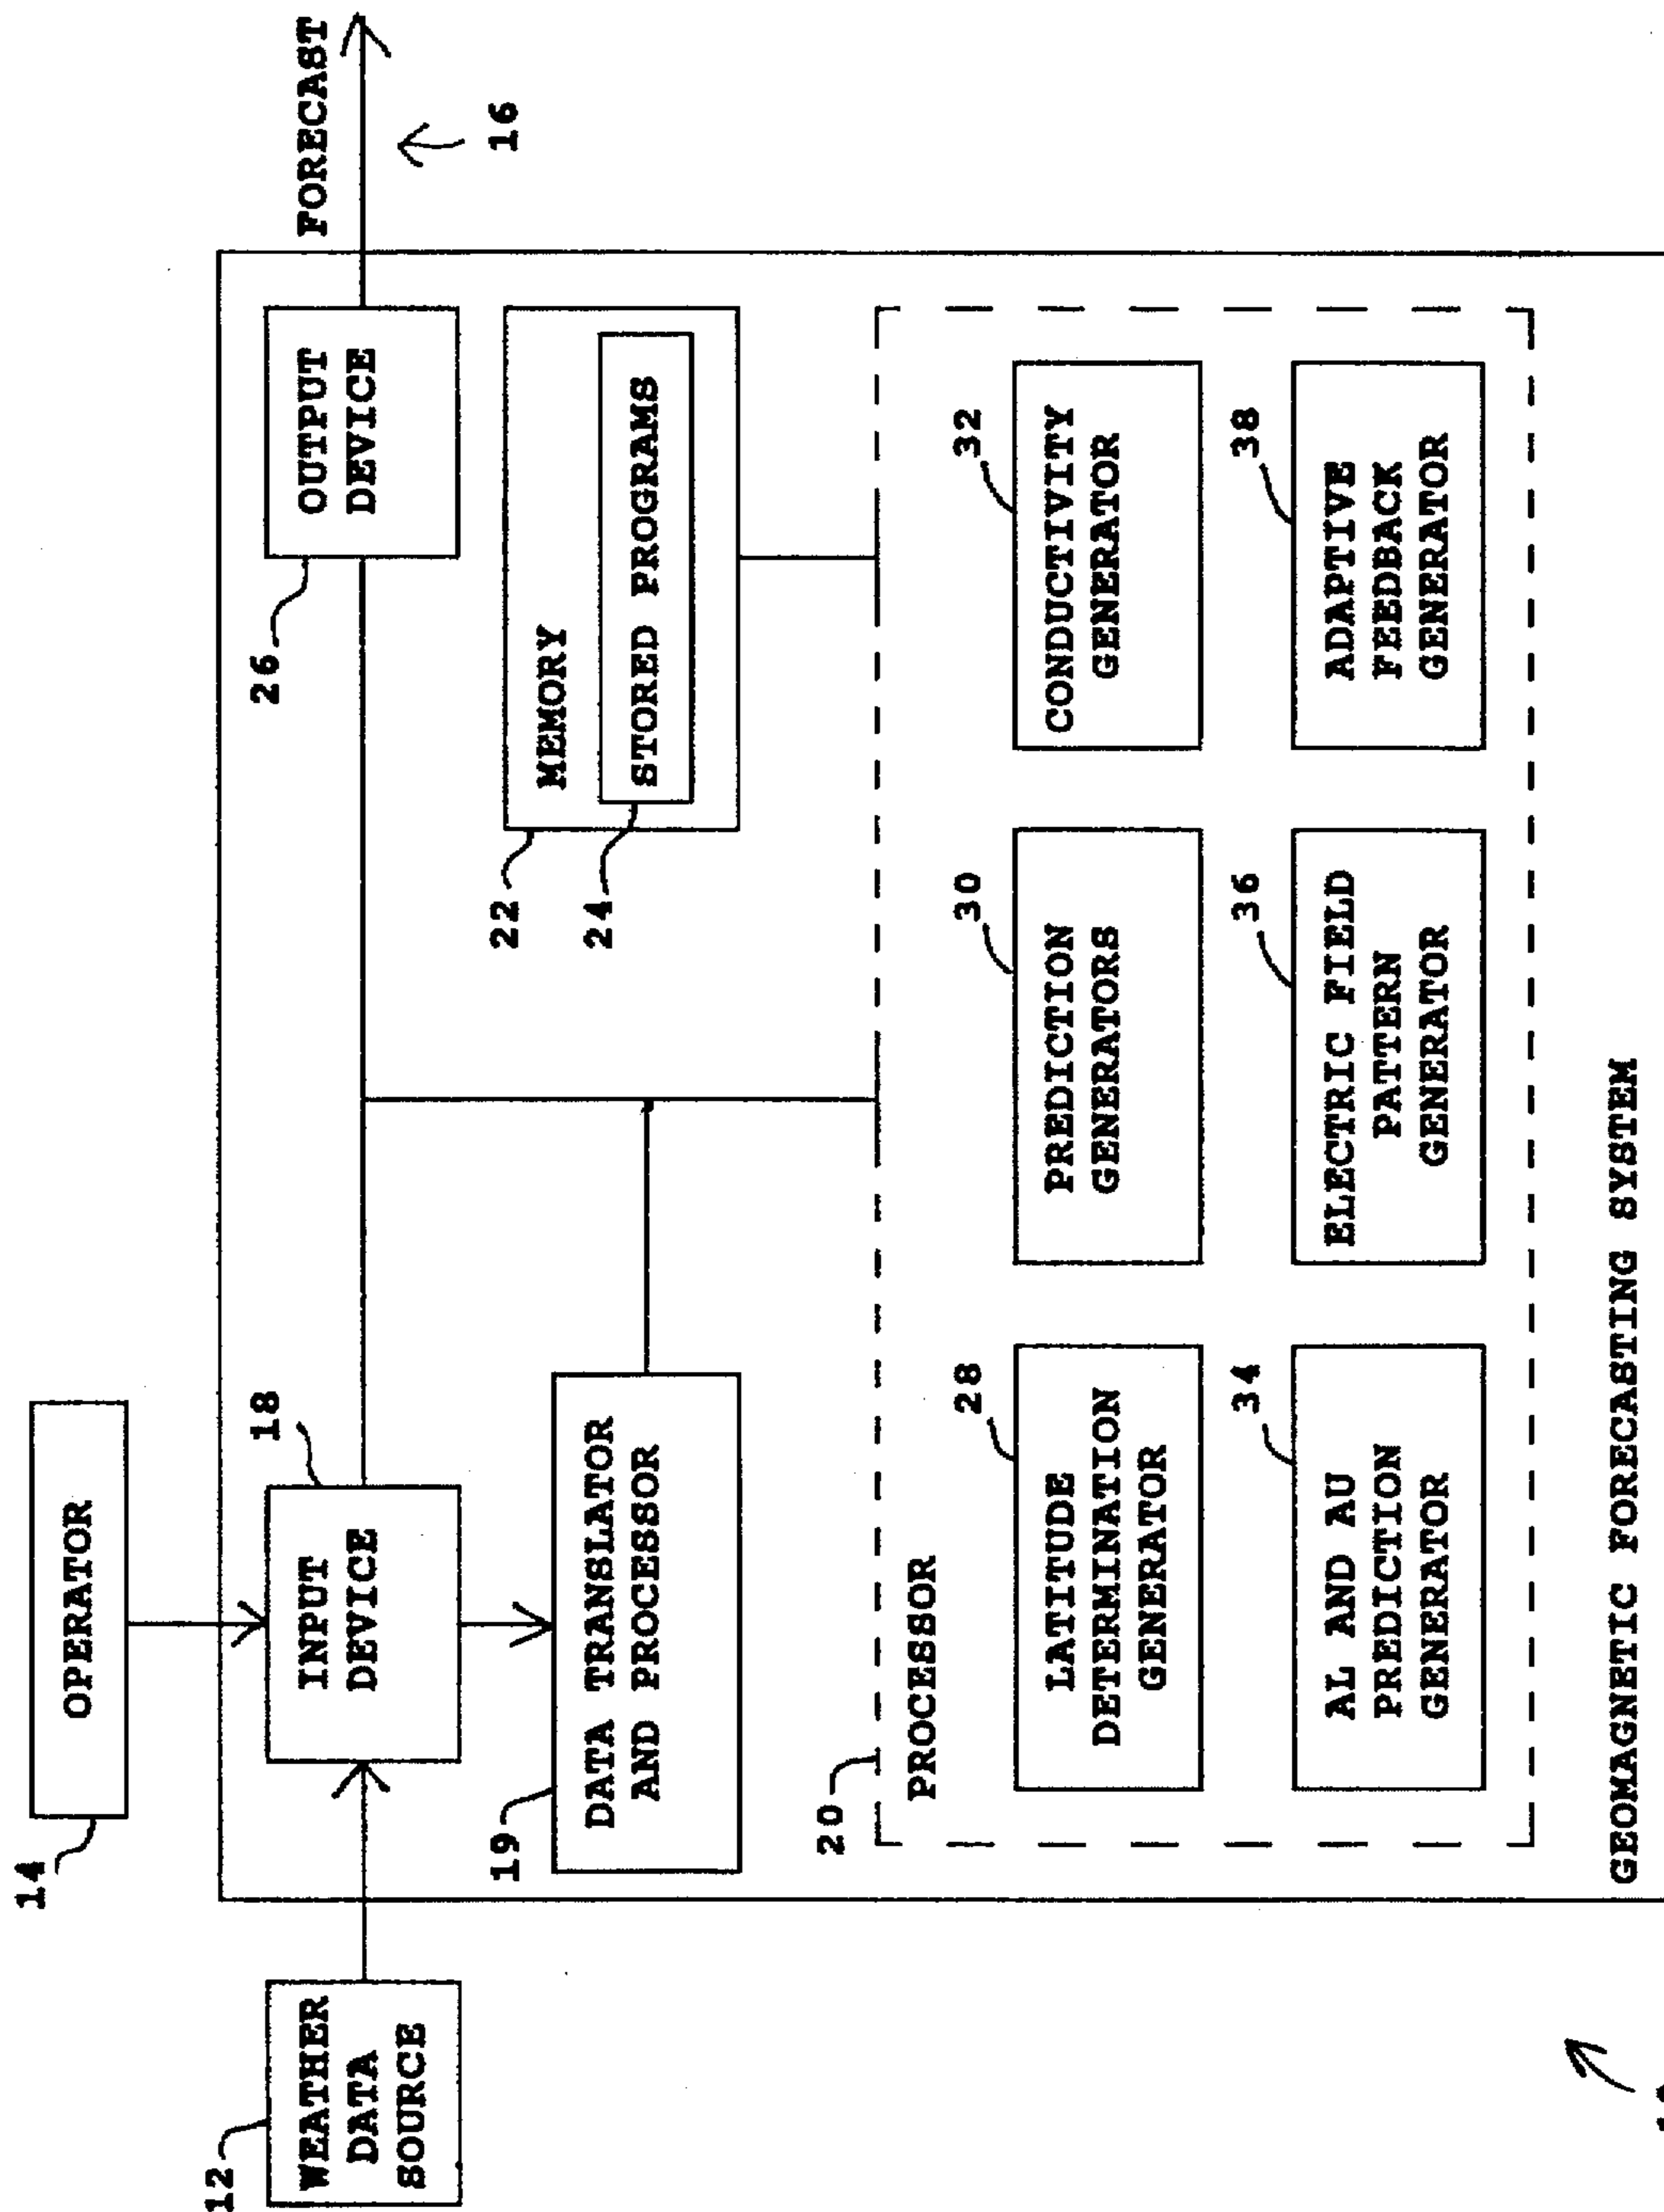 14
OPERATOR
12
WEATHER
DATA
SOURCE
18
INPUT
DEVICE
26
OUTPUT
DEVICE
FORECAST
16
19
DATA TRANSLATOR
AND PROCESSOR
22
MEMORY
24
STORED PROGRAMS
20
PROCESSOR
28
LATITUDE
DETERMINATION
GENERATOR
30
PREDICTION
GENERATORS
32
CONDUCTIVITY
GENERATOR
34
AL AND AU
PREDICTION
GENERATOR
36
ELECTRIC FIELD
PATTERN
GENERATOR
38
ADAPTIVE
FEEDBACK
GENERATOR
GEOMAGNETIC FORECASTING SYSTEM